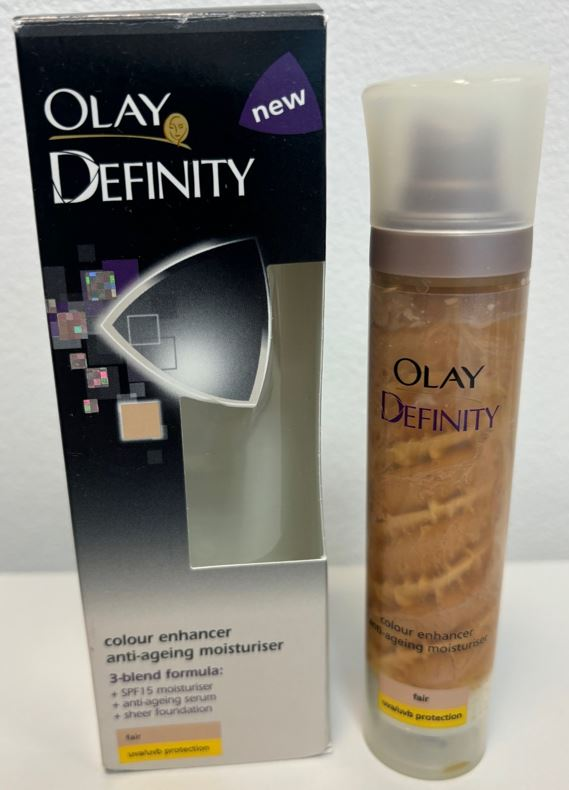 OLAY
DEFINITY
new
colour enhancer
anti-ageing moisturiser
3-blend formula:
+ SPF15 moisturiser
+ anti-ageing serum
+ sheer foundation
fair
uva/uvb protection
OLAY
DEFINITY
colour enhancer
anti-ageing moisturiser
fair
uva/uvb protection